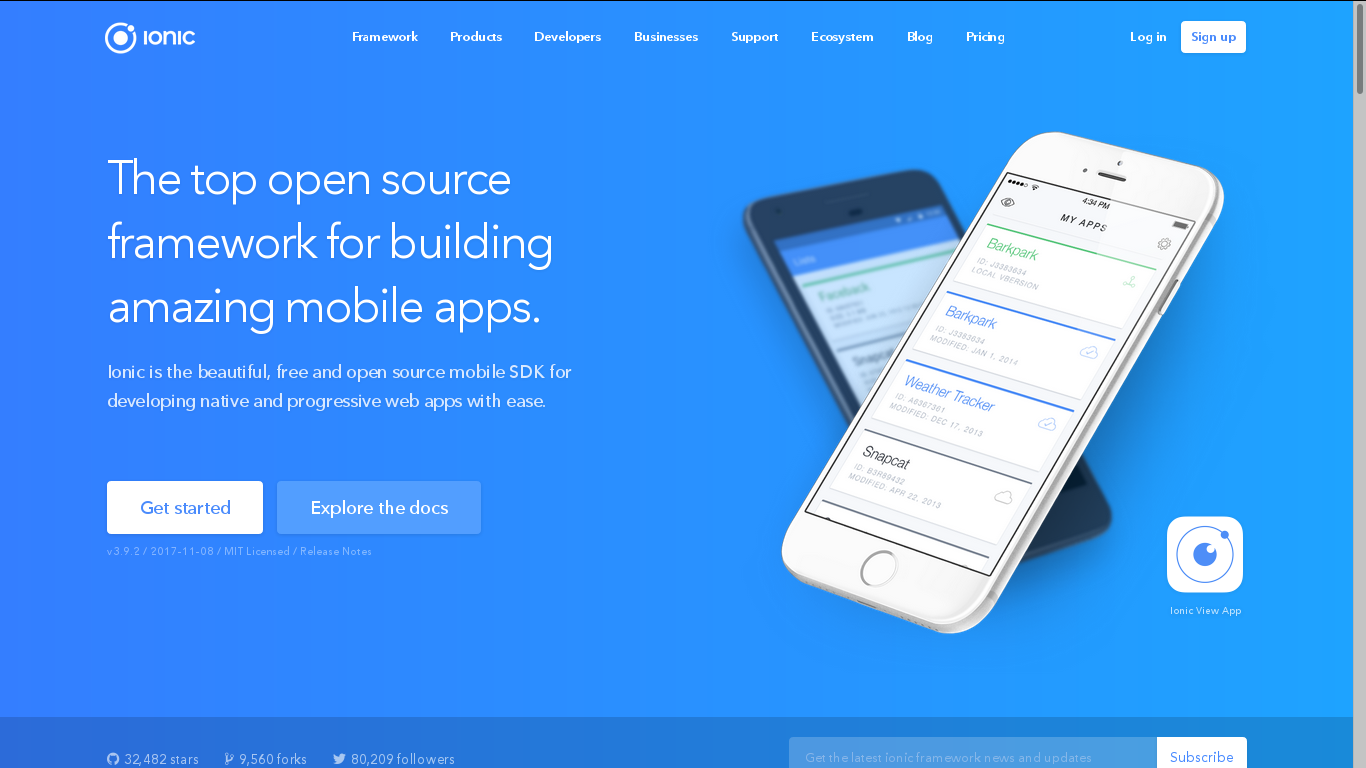 IONIC
Framework Products Developers Businesses Support Ecosystem Blog Pricing Log in Sign up
The top open source
framework for building
amazing mobile apps.
Ionic is the beautiful, free and open source mobile SDK for
developing native and progressive web apps with ease.
Get started Explore the docs
v3.9.2 / 2017-11-08 / MIT Licensed / Release Notes
Lists
Faceback
Snapcat
4:34 PM
MY APPS
Barkpark
ID: J3383634
LOCAL VBERSION
Barkpark
ID: J3383634
MODIFIED: JAN 1, 2014
Weather Tracker
ID: A6367361
MODIFIED: DEC 17, 2013
Snapcat
ID: B3R89432
MODIFIED: APR 22, 2013
Ionic View App
32,482 stars 9,560 forks 80,209 followers
Get the latest ionic framework news and updates Subscribe